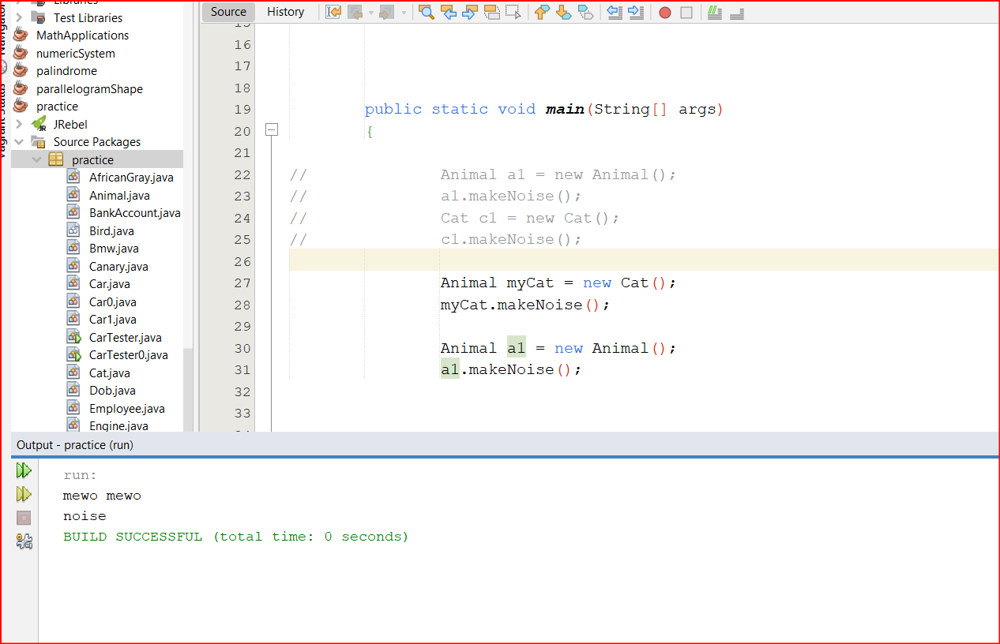 Libraries
Test Libraries
MathApplications
numericSystem
palindrome
parallelogramShape
practice
JRebel
Source Packages
practice
AfricanGray.java
Animal.java
BankAccount.java
Bird.java
Bmw.java
Canary.java
Car.java
Car0.java
Car1.java
CarTester.java
CarTester0.java
Cat.java
Dob.java
Employee.java
Engine.java
Source History
15
16
17
18
19 public static void main(String[] args)
20 {
21
22 // Animal a1 = new Animal();
23 // a1.makeNoise();
24 // Cat c1 = new Cat();
25 // c1.makeNoise();
26
27 Animal myCat = new Cat();
28 myCat.makeNoise();
29
30 Animal a1 = new Animal();
31 a1.makeNoise();
32
33
Output - practice (run)
run:
mewo mewo
noise
BUILD SUCCESSFUL (total time: 0 seconds)